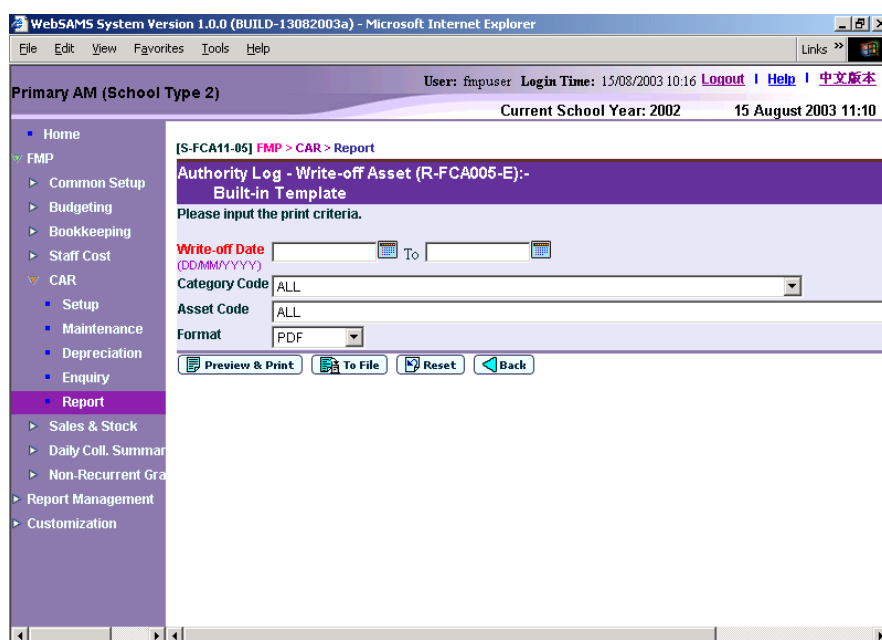 WebSAMS System Version 1.0.0 (BUILD-13082003a) - Microsoft Internet Explorer
File Edit View Favorites Tools Help Links »
Primary AM (School Type 2)
User: fmpuser Login Time: 15/08/2003 10:16 Logout | Help | 中文版本
Current School Year: 2002 15 August 2003 11:10
Home
FMP
Common Setup
Budgeting
Bookkeeping
Staff Cost
CAR
Setup
Maintenance
Depreciation
Enquiry
Report
Sales & Stock
Daily Coll. Summar
Non-Recurrent Gra
Report Management
Customization
[S-FCA11-05] FMP > CAR > Report
Authority Log - Write-off Asset (R-FCA005-E):-
Built-in Template
Please input the print criteria.
Write-off Date To
(DD/MM/YYYY)
Category Code ALL
Asset Code ALL
Format PDF
Preview & Print To File Reset Back